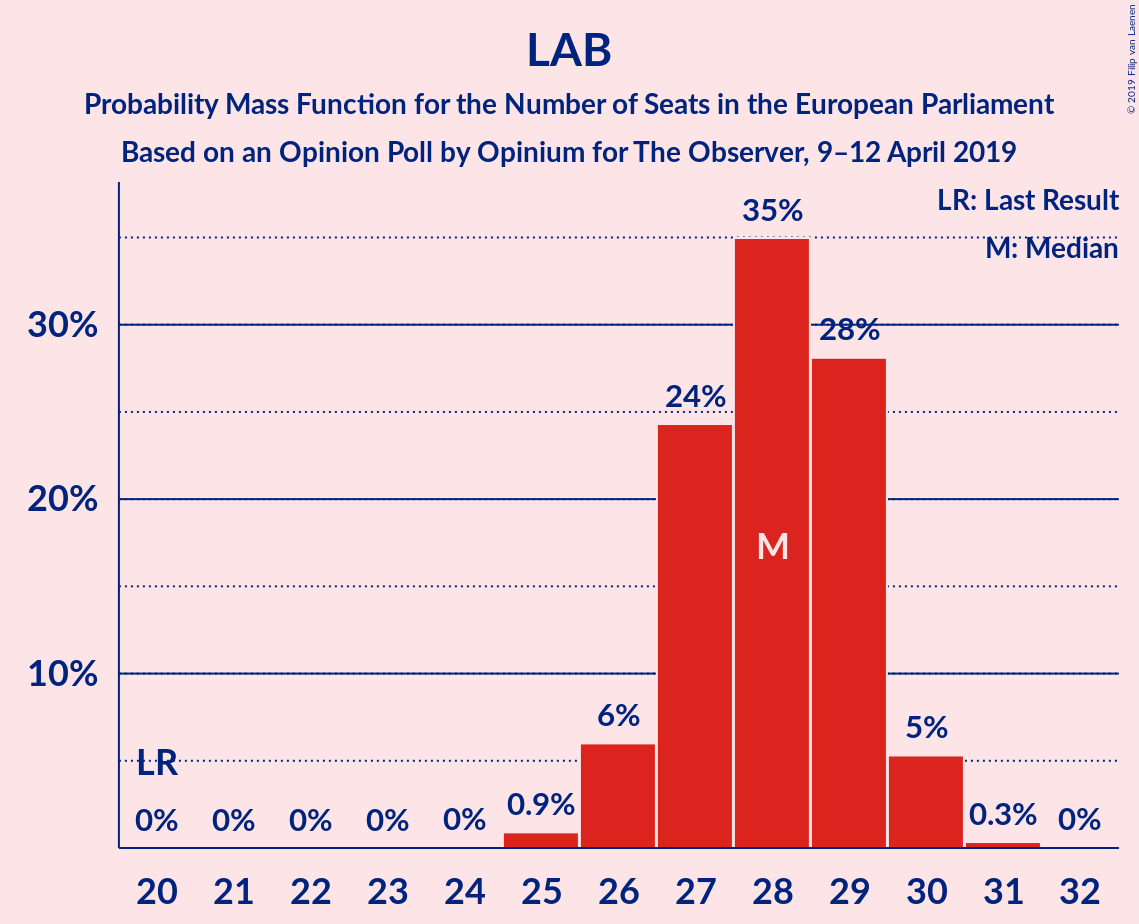 © 2019 Filip van Laenen
LAB
Probability Mass Function for the Number of Seats in the European Parliament
Based on an Opinion Poll by Opinium for The Observer, 9–12 April 2019
LR: Last Result
M: Median
35%
28%
24%
6%
5%
0.9%
0.3%
0% 0% 0% 0% 0% 0%
30%
20%
10%
M
LR
20 21 22 23 24 25 26 27 28 29 30 31 32